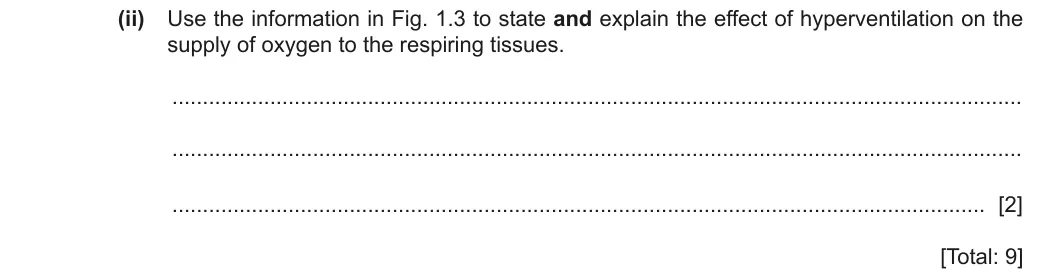 (ii) Use the information in Fig. 1.3 to state and explain the effect of hyperventilation on the
supply of oxygen to the respiring tissues.
..........................................................................................................................................
..........................................................................................................................................
.................................................................................................................................... [2]
[Total: 9]